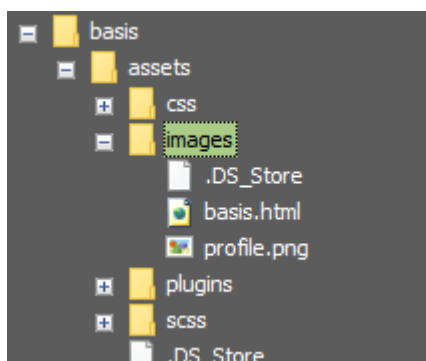 basis
assets
css
images
.DS_Store
basis.html
profile.png
plugins
scss
.DS_Store